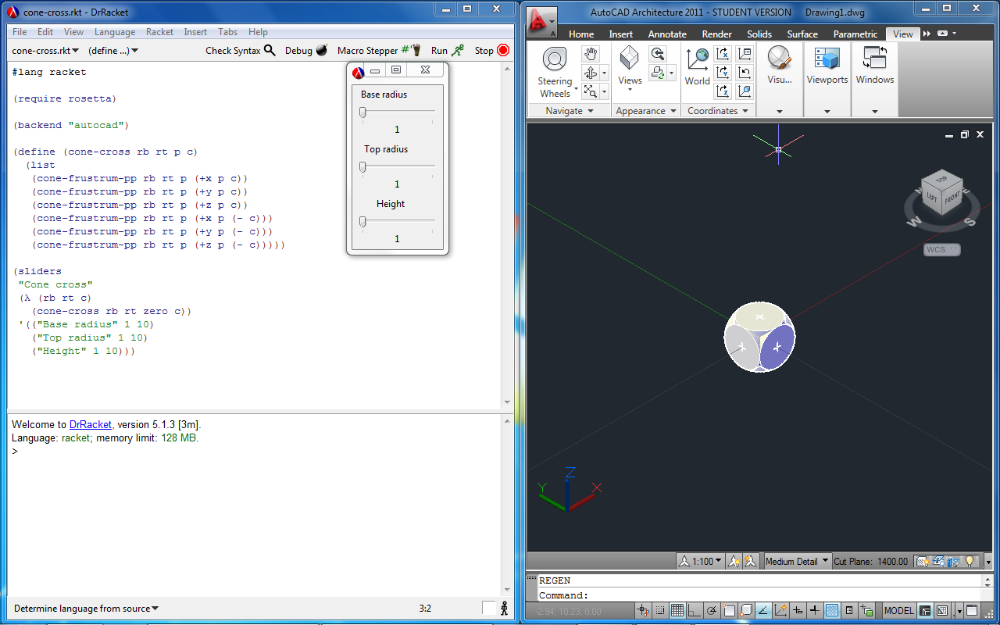 cone-cross.rkt - DrRacket
File Edit View Language Racket Insert Tabs Help
cone-cross.rkt (define ...) Check Syntax Debug Macro Stepper #' Run Stop
#lang racket
(require rosetta)
(backend "autocad")
(define (cone-cross rb rt p c)
(list
(cone-frustrum-pp rb rt p (+x p c))
(cone-frustrum-pp rb rt p (+y p c))
(cone-frustrum-pp rb rt p (+z p c))
(cone-frustrum-pp rb rt p (+x p (- c)))
(cone-frustrum-pp rb rt p (+y p (- c)))
(cone-frustrum-pp rb rt p (+z p (- c)))))
(sliders
"Cone cross"
(λ (rb rt c)
(cone-cross rb rt zero c))
'(("Base radius" 1 10)
("Top radius" 1 10)
("Height" 1 10)))
Base radius
1
Top radius
1
Height
1
Welcome to DrRacket, version 5.1.3 [3m].
Language: racket; memory limit: 128 MB.
>
Determine language from source 3:2
AutoCAD Architecture 2011 - STUDENT VERSION Drawing1.dwg
Home Insert Annotate Render Solids Surface Parametric View
Steering Wheels
Views
World
Visu...
Viewports
Windows
Navigate Appearance Coordinates
TOP
LEFT FRONT
N E
W S
WCS
Z
Y X
1:100 Medium Detail Cut Plane: 1400.00
REGEN
Command:
-2.94, 10.23, 0.00 MODEL